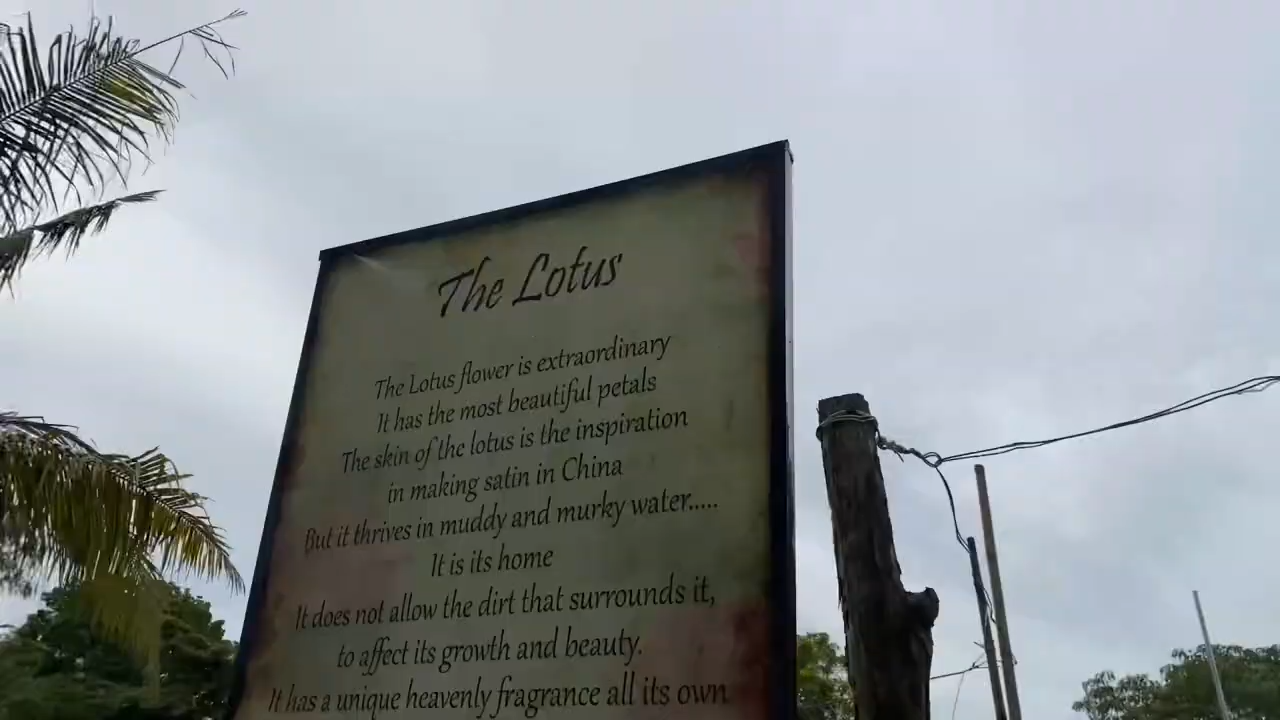 The Lotus
The Lotus flower is extraordinary
It has the most beautiful petals
The skin of the lotus is the inspiration
in making satin in China
But it thrives in muddy and murky water.....
It is its home
It does not allow the dirt that surrounds it,
to affect its growth and beauty.
It has a unique heavenly fragrance all its own